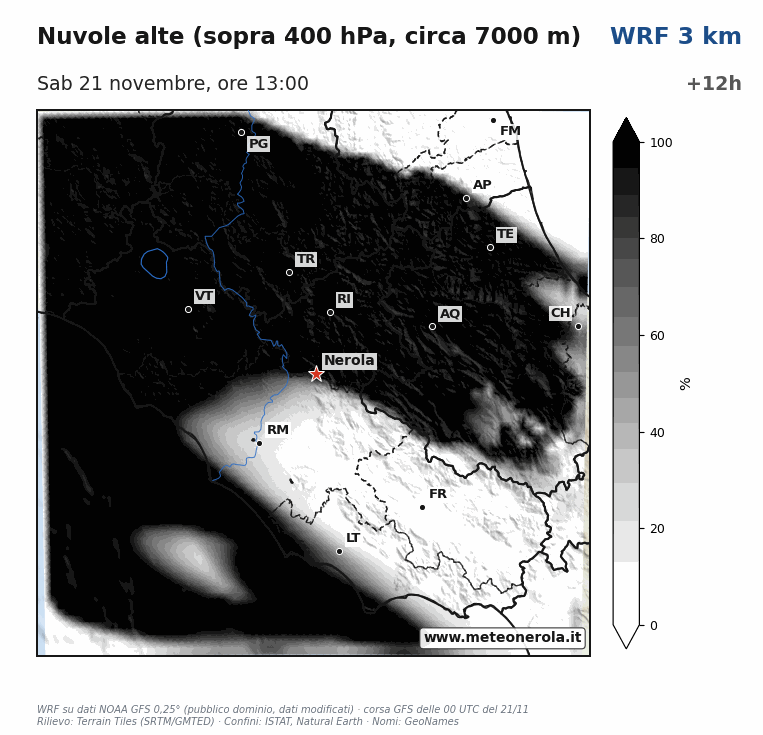 Nuvole alte (sopra 400 hPa, circa 7000 m) WRF 3 km
Sab 21 novembre, ore 13:00 +12h
FM
PG
AP
TE
TR
VT
RI
AQ
CH
Nerola
RM
FR
LT
www.meteonerola.it
100
80
60
40
20
0
%
WRF su dati NOAA GFS 0,25° (pubblico dominio, dati modificati) · corsa GFS delle 00 UTC del 21/11
Rilievo: Terrain Tiles (SRTM/GMTED) · Confini: ISTAT, Natural Earth · Nomi: GeoNames